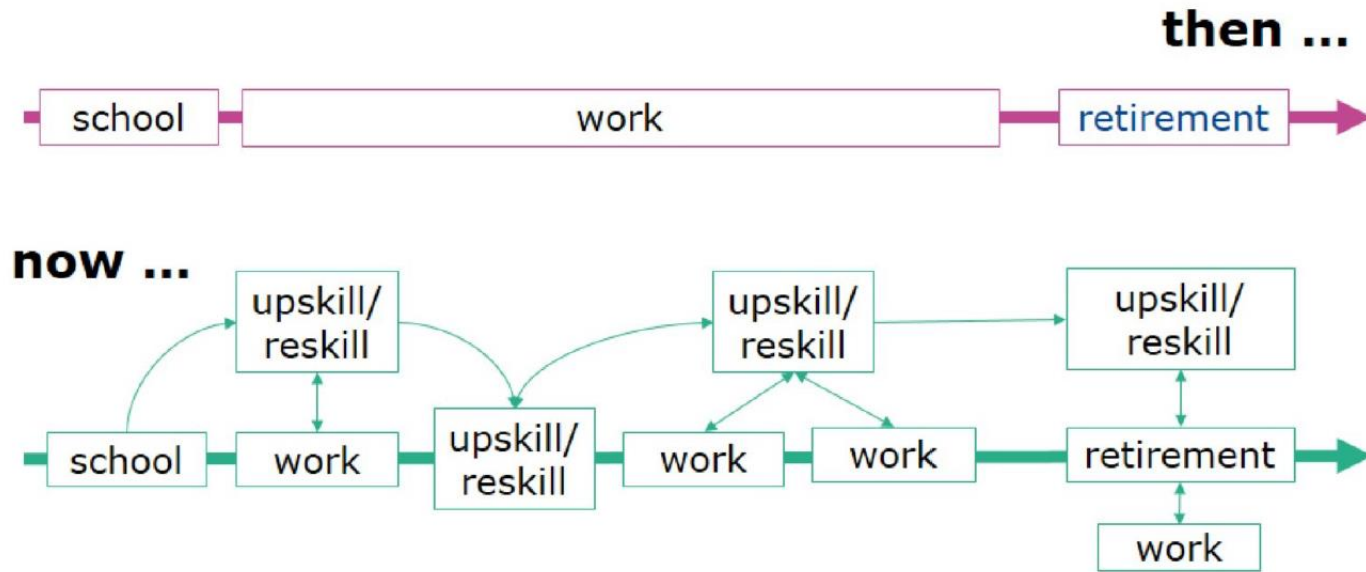 then ...
school
work
retirement
now ...
upskill/
reskill
upskill/
reskill
upskill/
reskill
school
work
upskill/
reskill
work
work
retirement
work